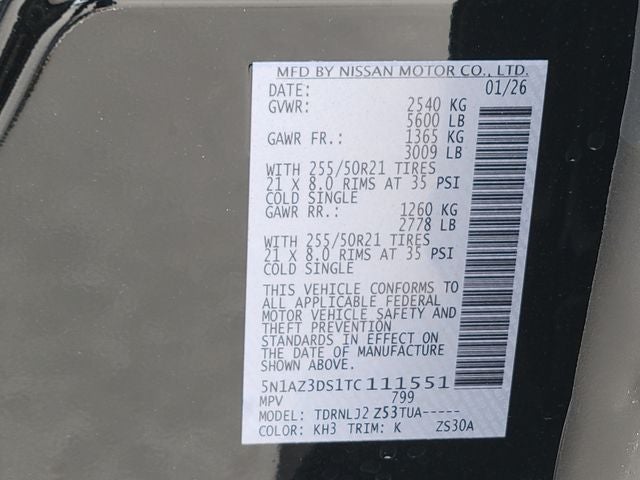 MFD BY NISSAN MOTOR CO., LTD.
DATE: 01/26
GVWR: 2540 KG
5600 LB
GAWR FR.: 1365 KG
3009 LB
WITH 255/50R21 TIRES
21 X 8.0 RIMS AT 35 PSI
COLD SINGLE
GAWR RR.: 1260 KG
2778 LB
WITH 255/50R21 TIRES
21 X 8.0 RIMS AT 35 PSI
COLD SINGLE
THIS VEHICLE CONFORMS TO
ALL APPLICABLE FEDERAL
MOTOR VEHICLE SAFETY AND
THEFT PREVENTION
STANDARDS IN EFFECT ON
THE DATE OF MANUFACTURE
5N1AZ3DS1TC111551
MPV 799
MODEL: TDRNLJ2 Z53TUA-----
COLOR: KH3 TRIM: K ZS30A